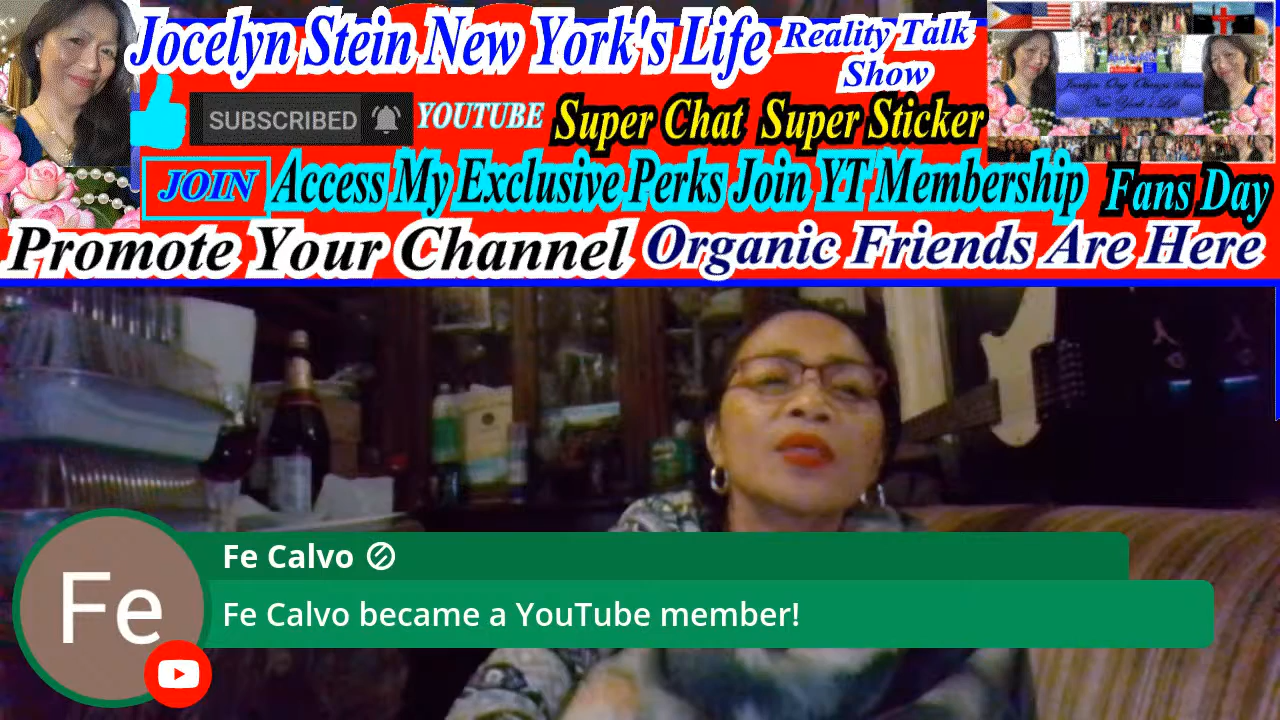 Jocelyn Stein New York's Life
Reality Talk
Show
SUBSCRIBED
YOUTUBE
Super Chat Super Sticker
JOIN
Access My Exclusive Perks Join YT Membership
Fans Day
Promote Your Channel
Organic Friends Are Here
Fe Calvo
Fe
Fe Calvo became a YouTube member!